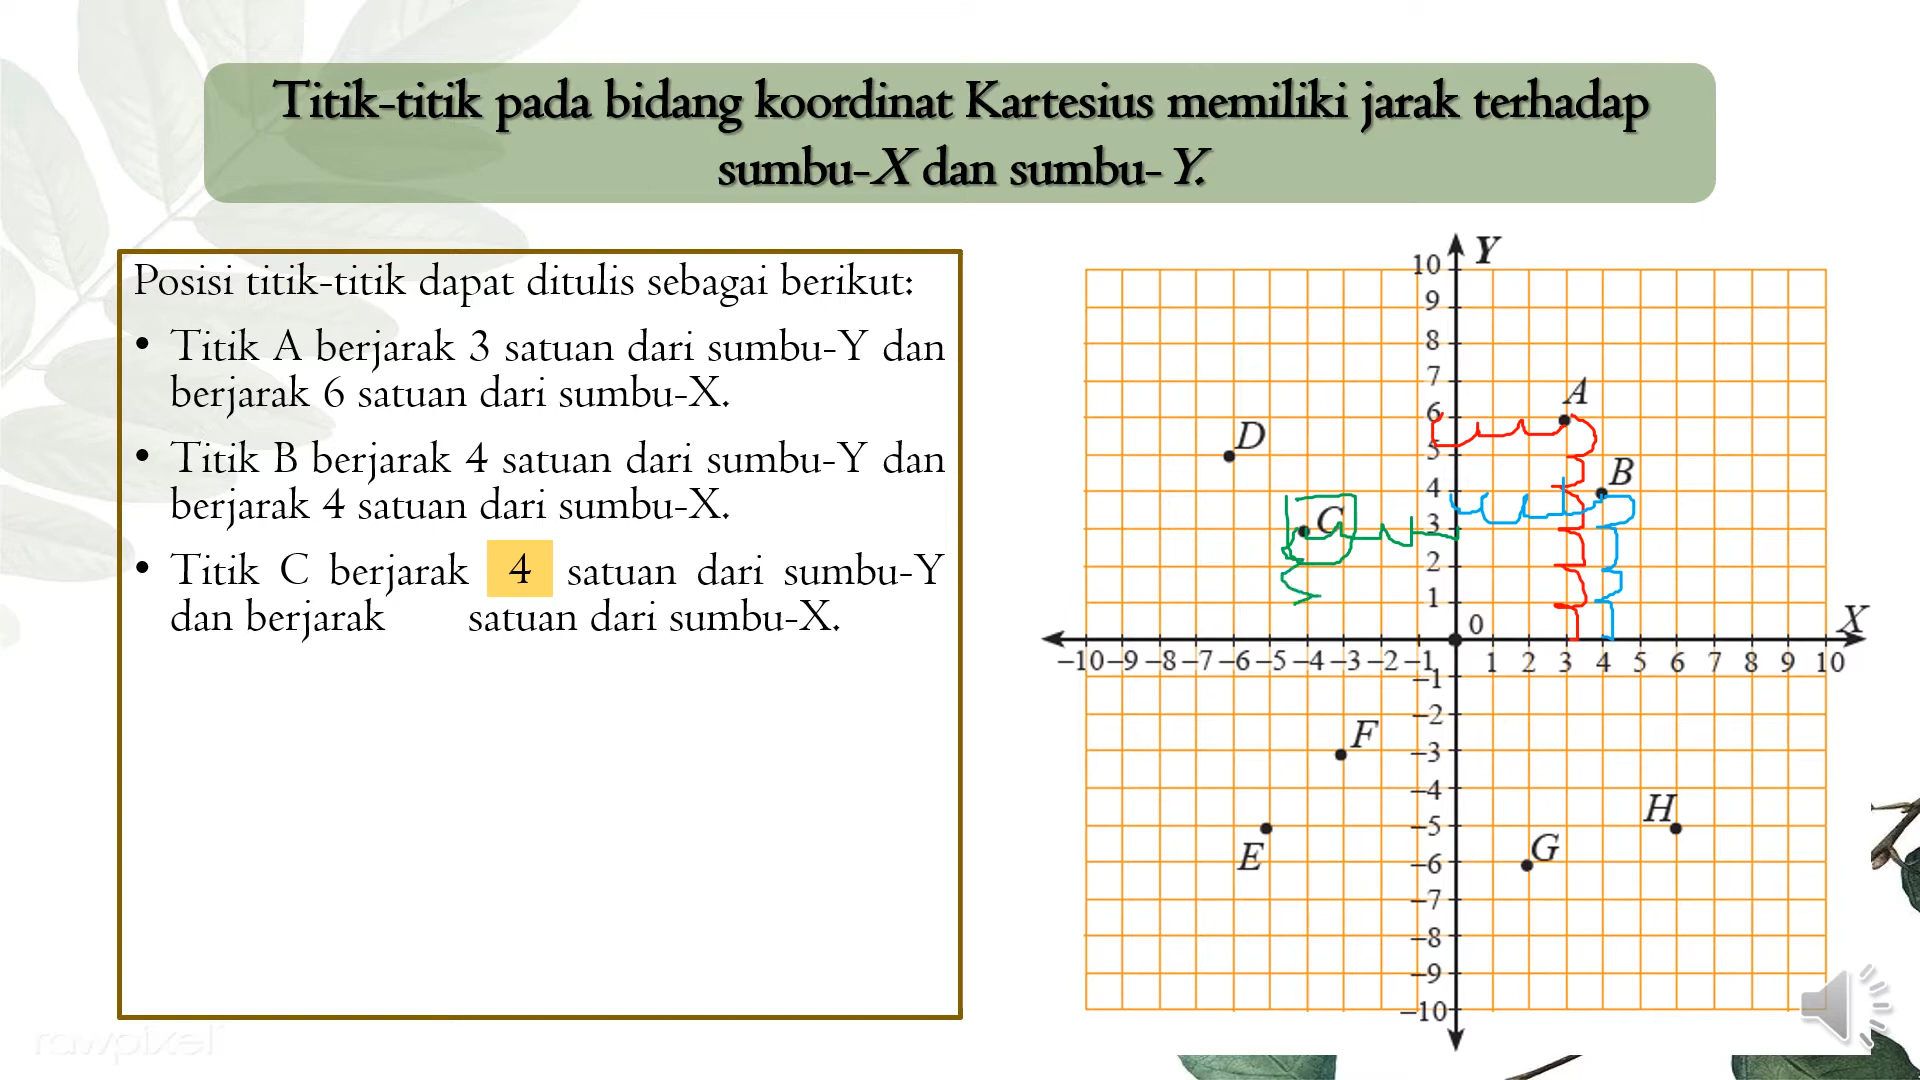 Titik-titik pada bidang koordinat Kartesius memiliki jarak terhadap
sumbu-X dan sumbu-Y.
Posisi titik-titik dapat ditulis sebagai berikut:
• Titik A berjarak 3 satuan dari sumbu-Y dan
berjarak 6 satuan dari sumbu-X.
• Titik B berjarak 4 satuan dari sumbu-Y dan
berjarak 4 satuan dari sumbu-X.
• Titik C berjarak 4 satuan dari sumbu-Y
dan berjarak satuan dari sumbu-X.
Y
10
9
8
7
A
6
D
5
B
4
C
3
2
1
0
X
–10 –9 –8 –7 –6 –5 –4 –3 –2 –1 1 2 3 4 5 6 7 8 9 10
–1
–2
F
–3
–4
H
–5
E
G
–6
–7
–8
–9
–10
rawpixel